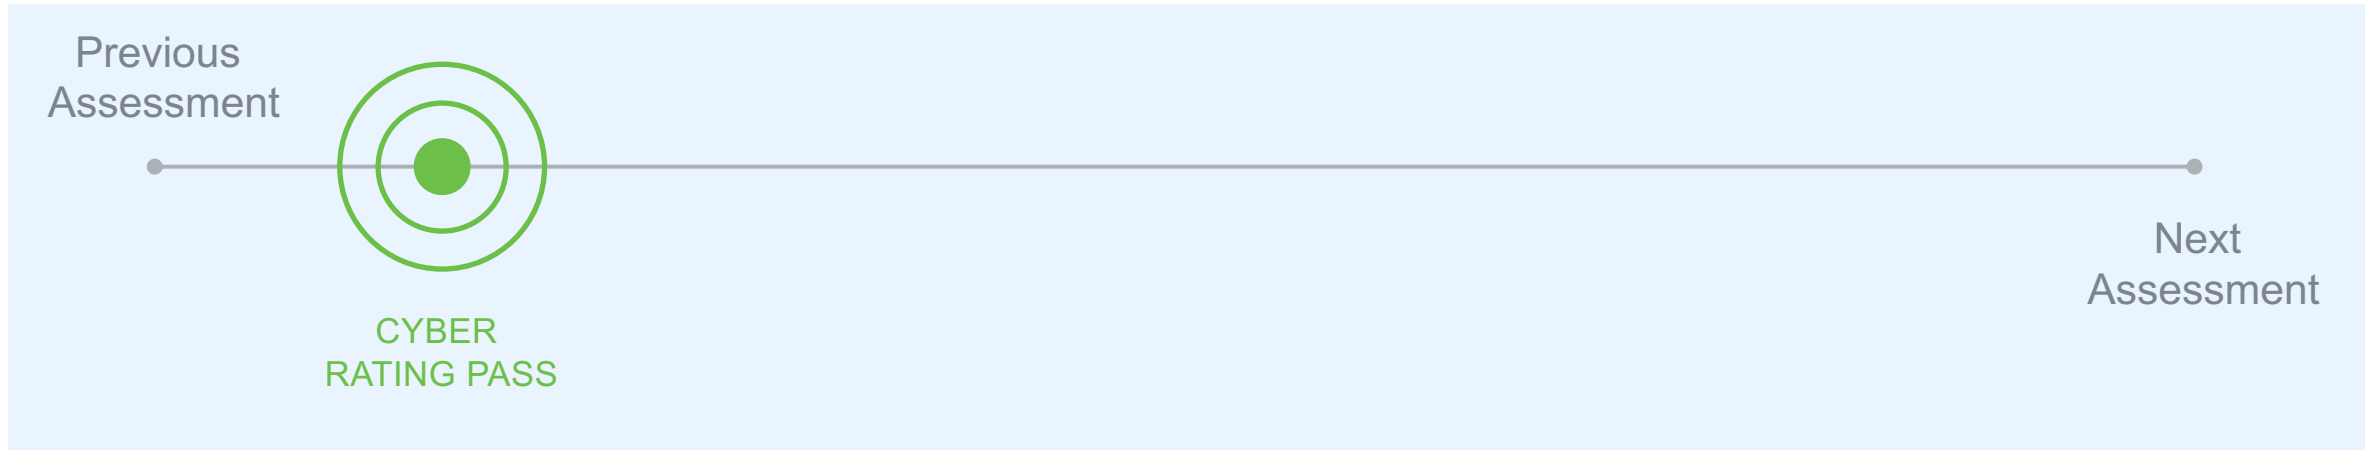 Previous
Assessment
CYBER
RATING PASS
Next
Assessment